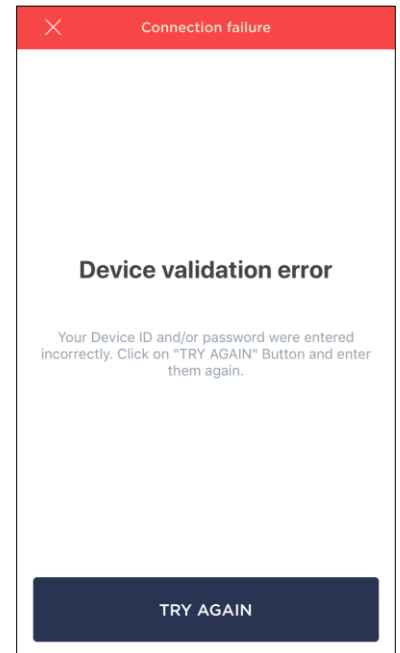 Connection failure
Device validation error
Your Device ID and/or password were entered
incorrectly. Click on "TRY AGAIN" Button and enter
them again.
TRY AGAIN